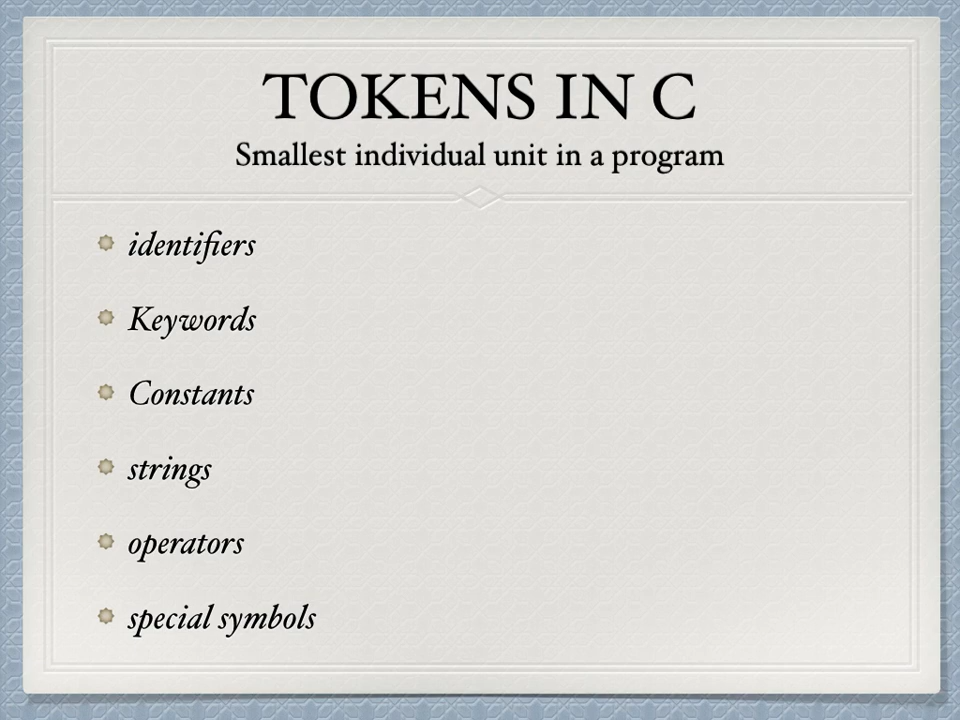 TOKENS IN C
Smallest individual unit in a program
identifiers
Keywords
Constants
strings
operators
special symbols